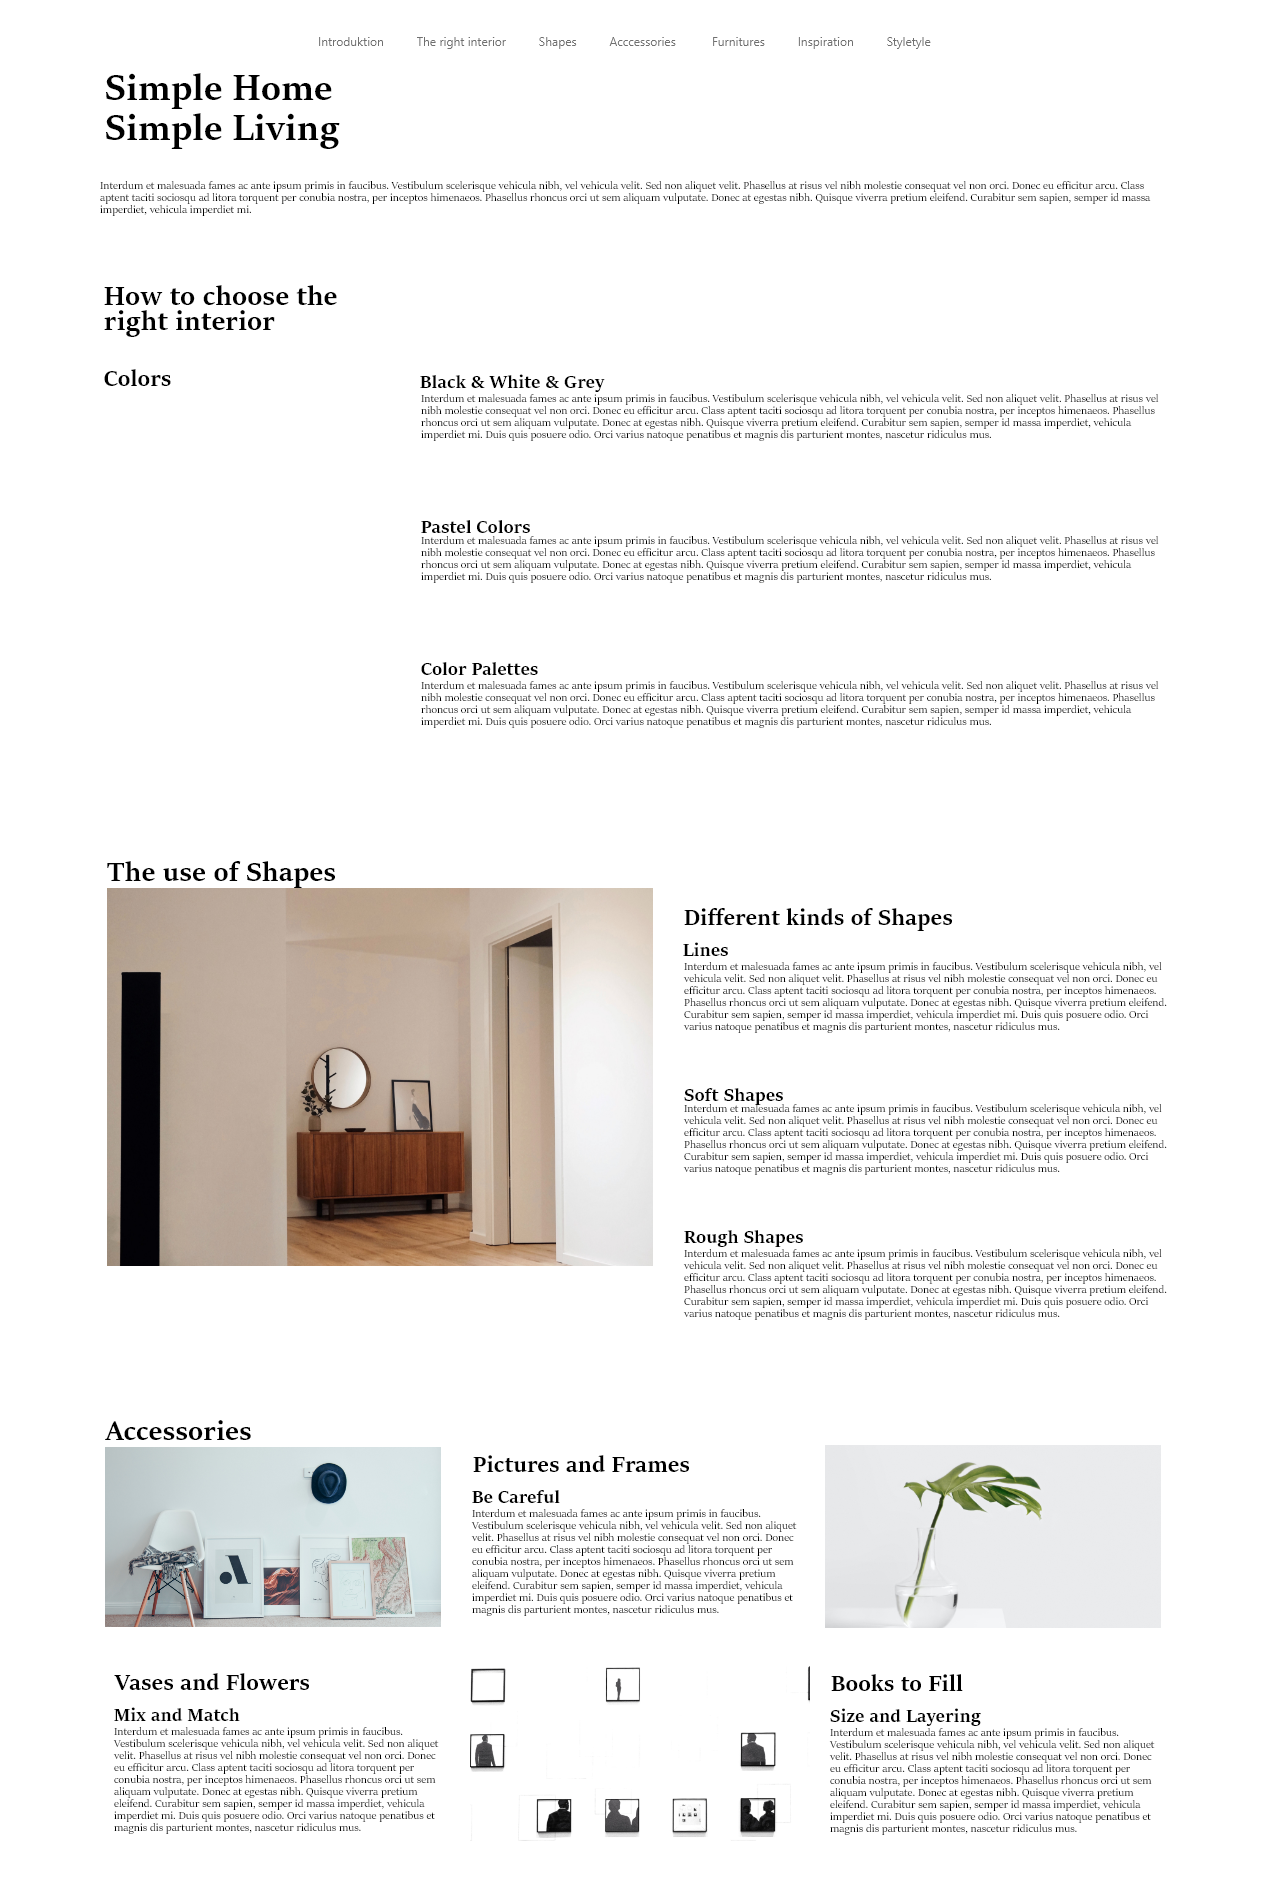 Introduktion The right interior Shapes Acccessories Furnitures Inspiration Styletyle
Simple Home
Simple Living
Interdum et malesuada fames ac ante ipsum primis in faucibus. Vestibulum scelerisque vehicula nibh, vel vehicula velit. Sed non aliquet velit. Phasellus at risus vel nibh molestie consequat vel non orci. Donec eu efficitur arcu. Class
aptent taciti sociosqu ad litora torquent per conubia nostra, per inceptos himenaeos. Phasellus rhoncus orci ut sem aliquam vulputate. Donec at egestas nibh. Quisque viverra pretium eleifend. Curabitur sem sapien, semper id massa
imperdiet, vehicula imperdiet mi.
How to choose the
right interior
Colors
Black & White & Grey
Interdum et malesuada fames ac ante ipsum primis in faucibus. Vestibulum scelerisque vehicula nibh, vel vehicula velit. Sed non aliquet velit. Phasellus at risus vel
nibh molestie consequat vel non orci. Donec eu efficitur arcu. Class aptent taciti sociosqu ad litora torquent per conubia nostra, per inceptos himenaeos. Phasellus
rhoncus orci ut sem aliquam vulputate. Donec at egestas nibh. Quisque viverra pretium eleifend. Curabitur sem sapien, semper id massa imperdiet, vehicula
imperdiet mi. Duis quis posuere odio. Orci varius natoque penatibus et magnis dis parturient montes, nascetur ridiculus mus.
Pastel Colors
Interdum et malesuada fames ac ante ipsum primis in faucibus. Vestibulum scelerisque vehicula nibh, vel vehicula velit. Sed non aliquet velit. Phasellus at risus vel
nibh molestie consequat vel non orci. Donec eu efficitur arcu. Class aptent taciti sociosqu ad litora torquent per conubia nostra, per inceptos himenaeos. Phasellus
rhoncus orci ut sem aliquam vulputate. Donec at egestas nibh. Quisque viverra pretium eleifend. Curabitur sem sapien, semper id massa imperdiet, vehicula
imperdiet mi. Duis quis posuere odio. Orci varius natoque penatibus et magnis dis parturient montes, nascetur ridiculus mus.
Color Palettes
Interdum et malesuada fames ac ante ipsum primis in faucibus. Vestibulum scelerisque vehicula nibh, vel vehicula velit. Sed non aliquet velit. Phasellus at risus vel
nibh molestie consequat vel non orci. Donec eu efficitur arcu. Class aptent taciti sociosqu ad litora torquent per conubia nostra, per inceptos himenaeos. Phasellus
rhoncus orci ut sem aliquam vulputate. Donec at egestas nibh. Quisque viverra pretium eleifend. Curabitur sem sapien, semper id massa imperdiet, vehicula
imperdiet mi. Duis quis posuere odio. Orci varius natoque penatibus et magnis dis parturient montes, nascetur ridiculus mus.
The use of Shapes
Different kinds of Shapes
Lines
Interdum et malesuada fames ac ante ipsum primis in faucibus. Vestibulum scelerisque vehicula nibh, vel
vehicula velit. Sed non aliquet velit. Phasellus at risus vel nibh molestie consequat vel non orci. Donec eu
efficitur arcu. Class aptent taciti sociosqu ad litora torquent per conubia nostra, per inceptos himenaeos.
Phasellus rhoncus orci ut sem aliquam vulputate. Donec at egestas nibh. Quisque viverra pretium eleifend.
Curabitur sem sapien, semper id massa imperdiet, vehicula imperdiet mi. Duis quis posuere odio. Orci
varius natoque penatibus et magnis dis parturient montes, nascetur ridiculus mus.
Soft Shapes
Interdum et malesuada fames ac ante ipsum primis in faucibus. Vestibulum scelerisque vehicula nibh, vel
vehicula velit. Sed non aliquet velit. Phasellus at risus vel nibh molestie consequat vel non orci. Donec eu
efficitur arcu. Class aptent taciti sociosqu ad litora torquent per conubia nostra, per inceptos himenaeos.
Phasellus rhoncus orci ut sem aliquam vulputate. Donec at egestas nibh. Quisque viverra pretium eleifend.
Curabitur sem sapien, semper id massa imperdiet, vehicula imperdiet mi. Duis quis posuere odio. Orci
varius natoque penatibus et magnis dis parturient montes, nascetur ridiculus mus.
Rough Shapes
Interdum et malesuada fames ac ante ipsum primis in faucibus. Vestibulum scelerisque vehicula nibh, vel
vehicula velit. Sed non aliquet velit. Phasellus at risus vel nibh molestie consequat vel non orci. Donec eu
efficitur arcu. Class aptent taciti sociosqu ad litora torquent per conubia nostra, per inceptos himenaeos.
Phasellus rhoncus orci ut sem aliquam vulputate. Donec at egestas nibh. Quisque viverra pretium eleifend.
Curabitur sem sapien, semper id massa imperdiet, vehicula imperdiet mi. Duis quis posuere odio. Orci
varius natoque penatibus et magnis dis parturient montes, nascetur ridiculus mus.
Accessories
Pictures and Frames
Be Careful
Interdum et malesuada fames ac ante ipsum primis in faucibus.
Vestibulum scelerisque vehicula nibh, vel vehicula velit. Sed non aliquet
velit. Phasellus at risus vel nibh molestie consequat vel non orci. Donec
eu efficitur arcu. Class aptent taciti sociosqu ad litora torquent per
conubia nostra, per inceptos himenaeos. Phasellus rhoncus orci ut sem
aliquam vulputate. Donec at egestas nibh. Quisque viverra pretium
eleifend. Curabitur sem sapien, semper id massa imperdiet, vehicula
imperdiet mi. Duis quis posuere odio. Orci varius natoque penatibus et
magnis dis parturient montes, nascetur ridiculus mus.
Vases and Flowers
Mix and Match
Interdum et malesuada fames ac ante ipsum primis in faucibus.
Vestibulum scelerisque vehicula nibh, vel vehicula velit. Sed non aliquet
velit. Phasellus at risus vel nibh molestie consequat vel non orci. Donec
eu efficitur arcu. Class aptent taciti sociosqu ad litora torquent per
conubia nostra, per inceptos himenaeos. Phasellus rhoncus orci ut sem
aliquam vulputate. Donec at egestas nibh. Quisque viverra pretium
eleifend. Curabitur sem sapien, semper id massa imperdiet, vehicula
imperdiet mi. Duis quis posuere odio. Orci varius natoque penatibus et
magnis dis parturient montes, nascetur ridiculus mus.
Books to Fill
Size and Layering
Interdum et malesuada fames ac ante ipsum primis in faucibus.
Vestibulum scelerisque vehicula nibh, vel vehicula velit. Sed non aliquet
velit. Phasellus at risus vel nibh molestie consequat vel non orci. Donec
eu efficitur arcu. Class aptent taciti sociosqu ad litora torquent per
conubia nostra, per inceptos himenaeos. Phasellus rhoncus orci ut sem
aliquam vulputate. Donec at egestas nibh. Quisque viverra pretium
eleifend. Curabitur sem sapien, semper id massa imperdiet, vehicula
imperdiet mi. Duis quis posuere odio. Orci varius natoque penatibus et
magnis dis parturient montes, nascetur ridiculus mus.